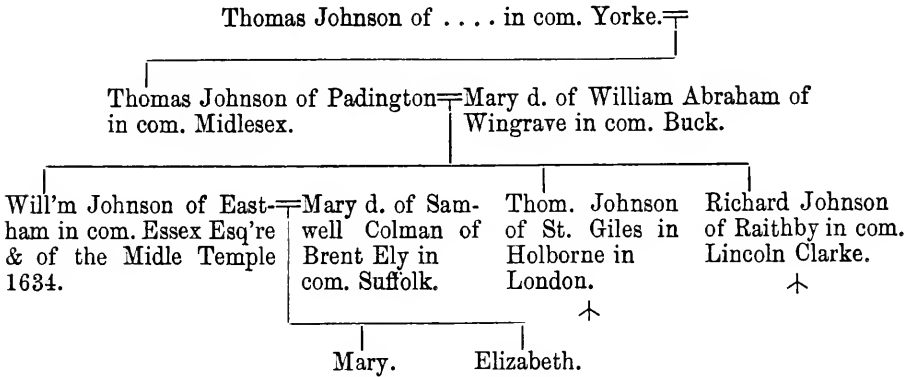 Thomas Johnson of . . . . in com. Yorke.
Thomas Johnson of Padington
in com. Midlesex.
Mary d. of William Abraham of
Wingrave in com. Buck.
Will'm Johnson of East-
ham in com. Essex Esq're
& of the Midle Temple
1634.
Mary d. of Sam-
well Colman of
Brent Ely in
com. Suffolk.
Thom. Johnson
of St. Giles in
Holborne in
London.
Richard Johnson
of Raithby in com.
Lincoln Clarke.
Mary.
Elizabeth.